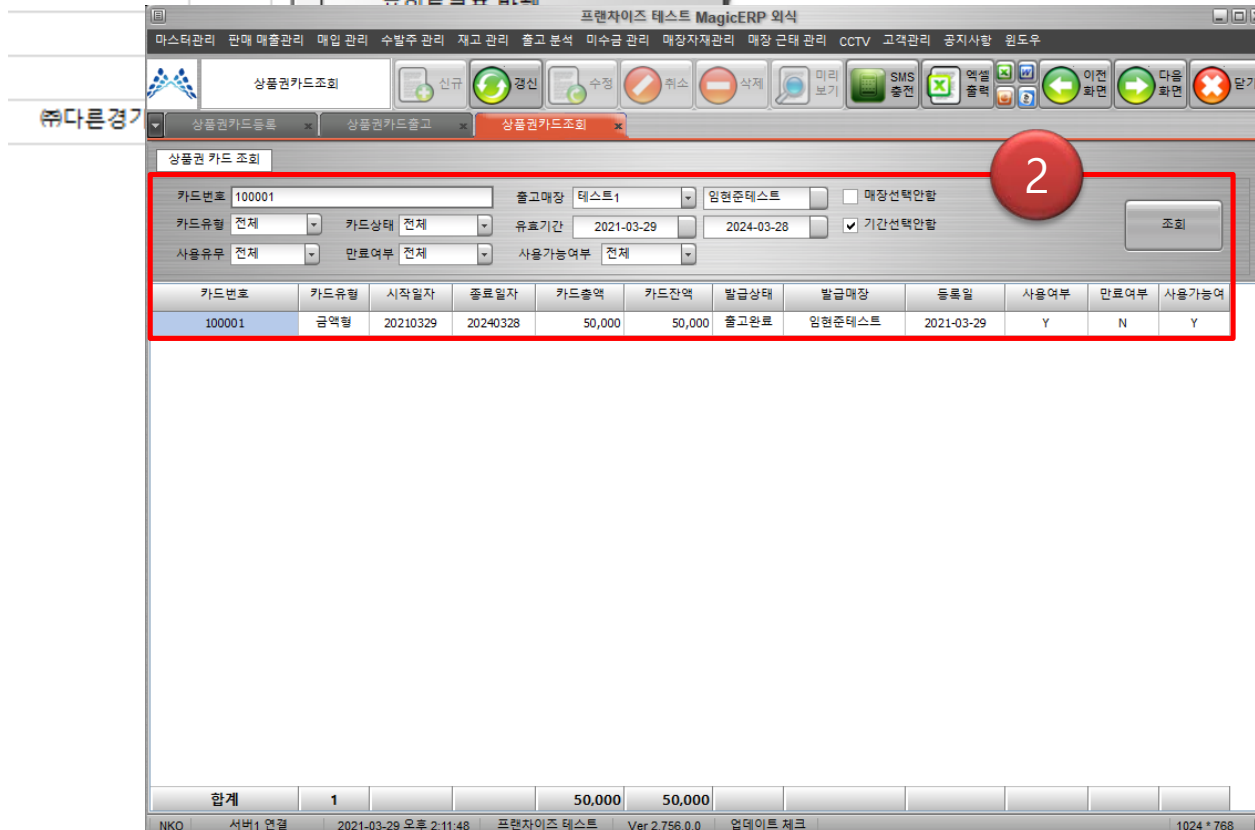 프랜차이즈 테스트 MagicERP 외식
마스터관리 판매 매출관리 매입 관리 수발주 관리 재고 관리 출고 분석 미수금 관리 매장자재관리 매장 근태 관리 CCTV 고객관리 공지사항 윈도우
상품권카드조회 신규 갱신 수정 취소 삭제 미리보기 SMS충전 엑셀출력 이전화면 다음화면 닫기
㈜다른경기
상품권카드등록 x 상품권카드출고 x 상품권카드조회 x
상품권 카드 조회
2
카드번호 100001 출고매장 테스트1 임현준테스트 매장선택안함
카드유형 전체 카드상태 전체 유효기간 2021-03-29 2024-03-28 기간선택안함 조회
사용유무 전체 만료여부 전체 사용가능여부 전체
카드번호 카드유형 시작일자 종료일자 카드총액 카드잔액 발급상태 발급매장 등록일 사용여부 만료여부 사용가능여
100001 금액형 20210329 20240328 50,000 50,000 출고완료 임현준테스트 2021-03-29 Y N Y
합계 1 50,000 50,000
NKO 서버1 연결 2021-03-29 오후 2:11:48 프랜차이즈 테스트 Ver 2.756.0.0 업데이트 체크 1024 * 768